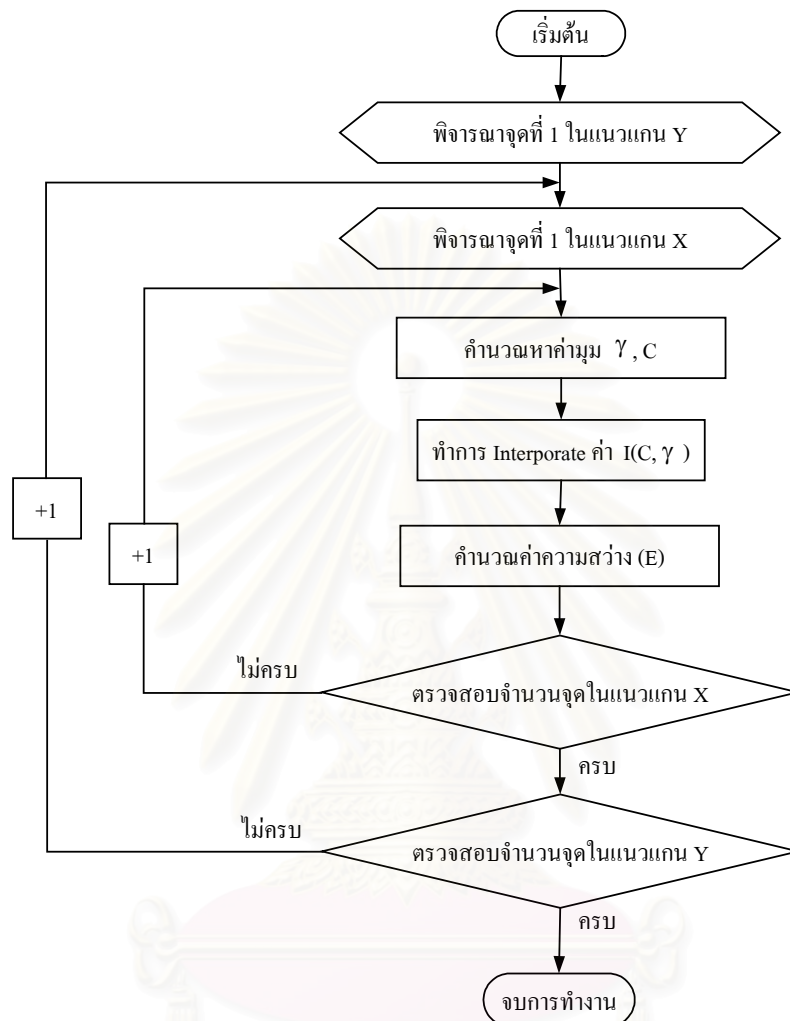 เริ่มต้น
พิจารณาจุดที่ 1 ในแนวแกน Y
พิจารณาจุดที่ 1 ในแนวแกน X
คำนวณหาค่ามุม γ , C
ทำการ Interporate ค่า I(C, γ )
+1
+1
คำนวณค่าความสว่าง (E)
ไม่ครบ
ตรวจสอบจำนวนจุดในแนวแกน X
ครบ
ไม่ครบ
ตรวจสอบจำนวนจุดในแนวแกน Y
ครบ
จบการทำงาน